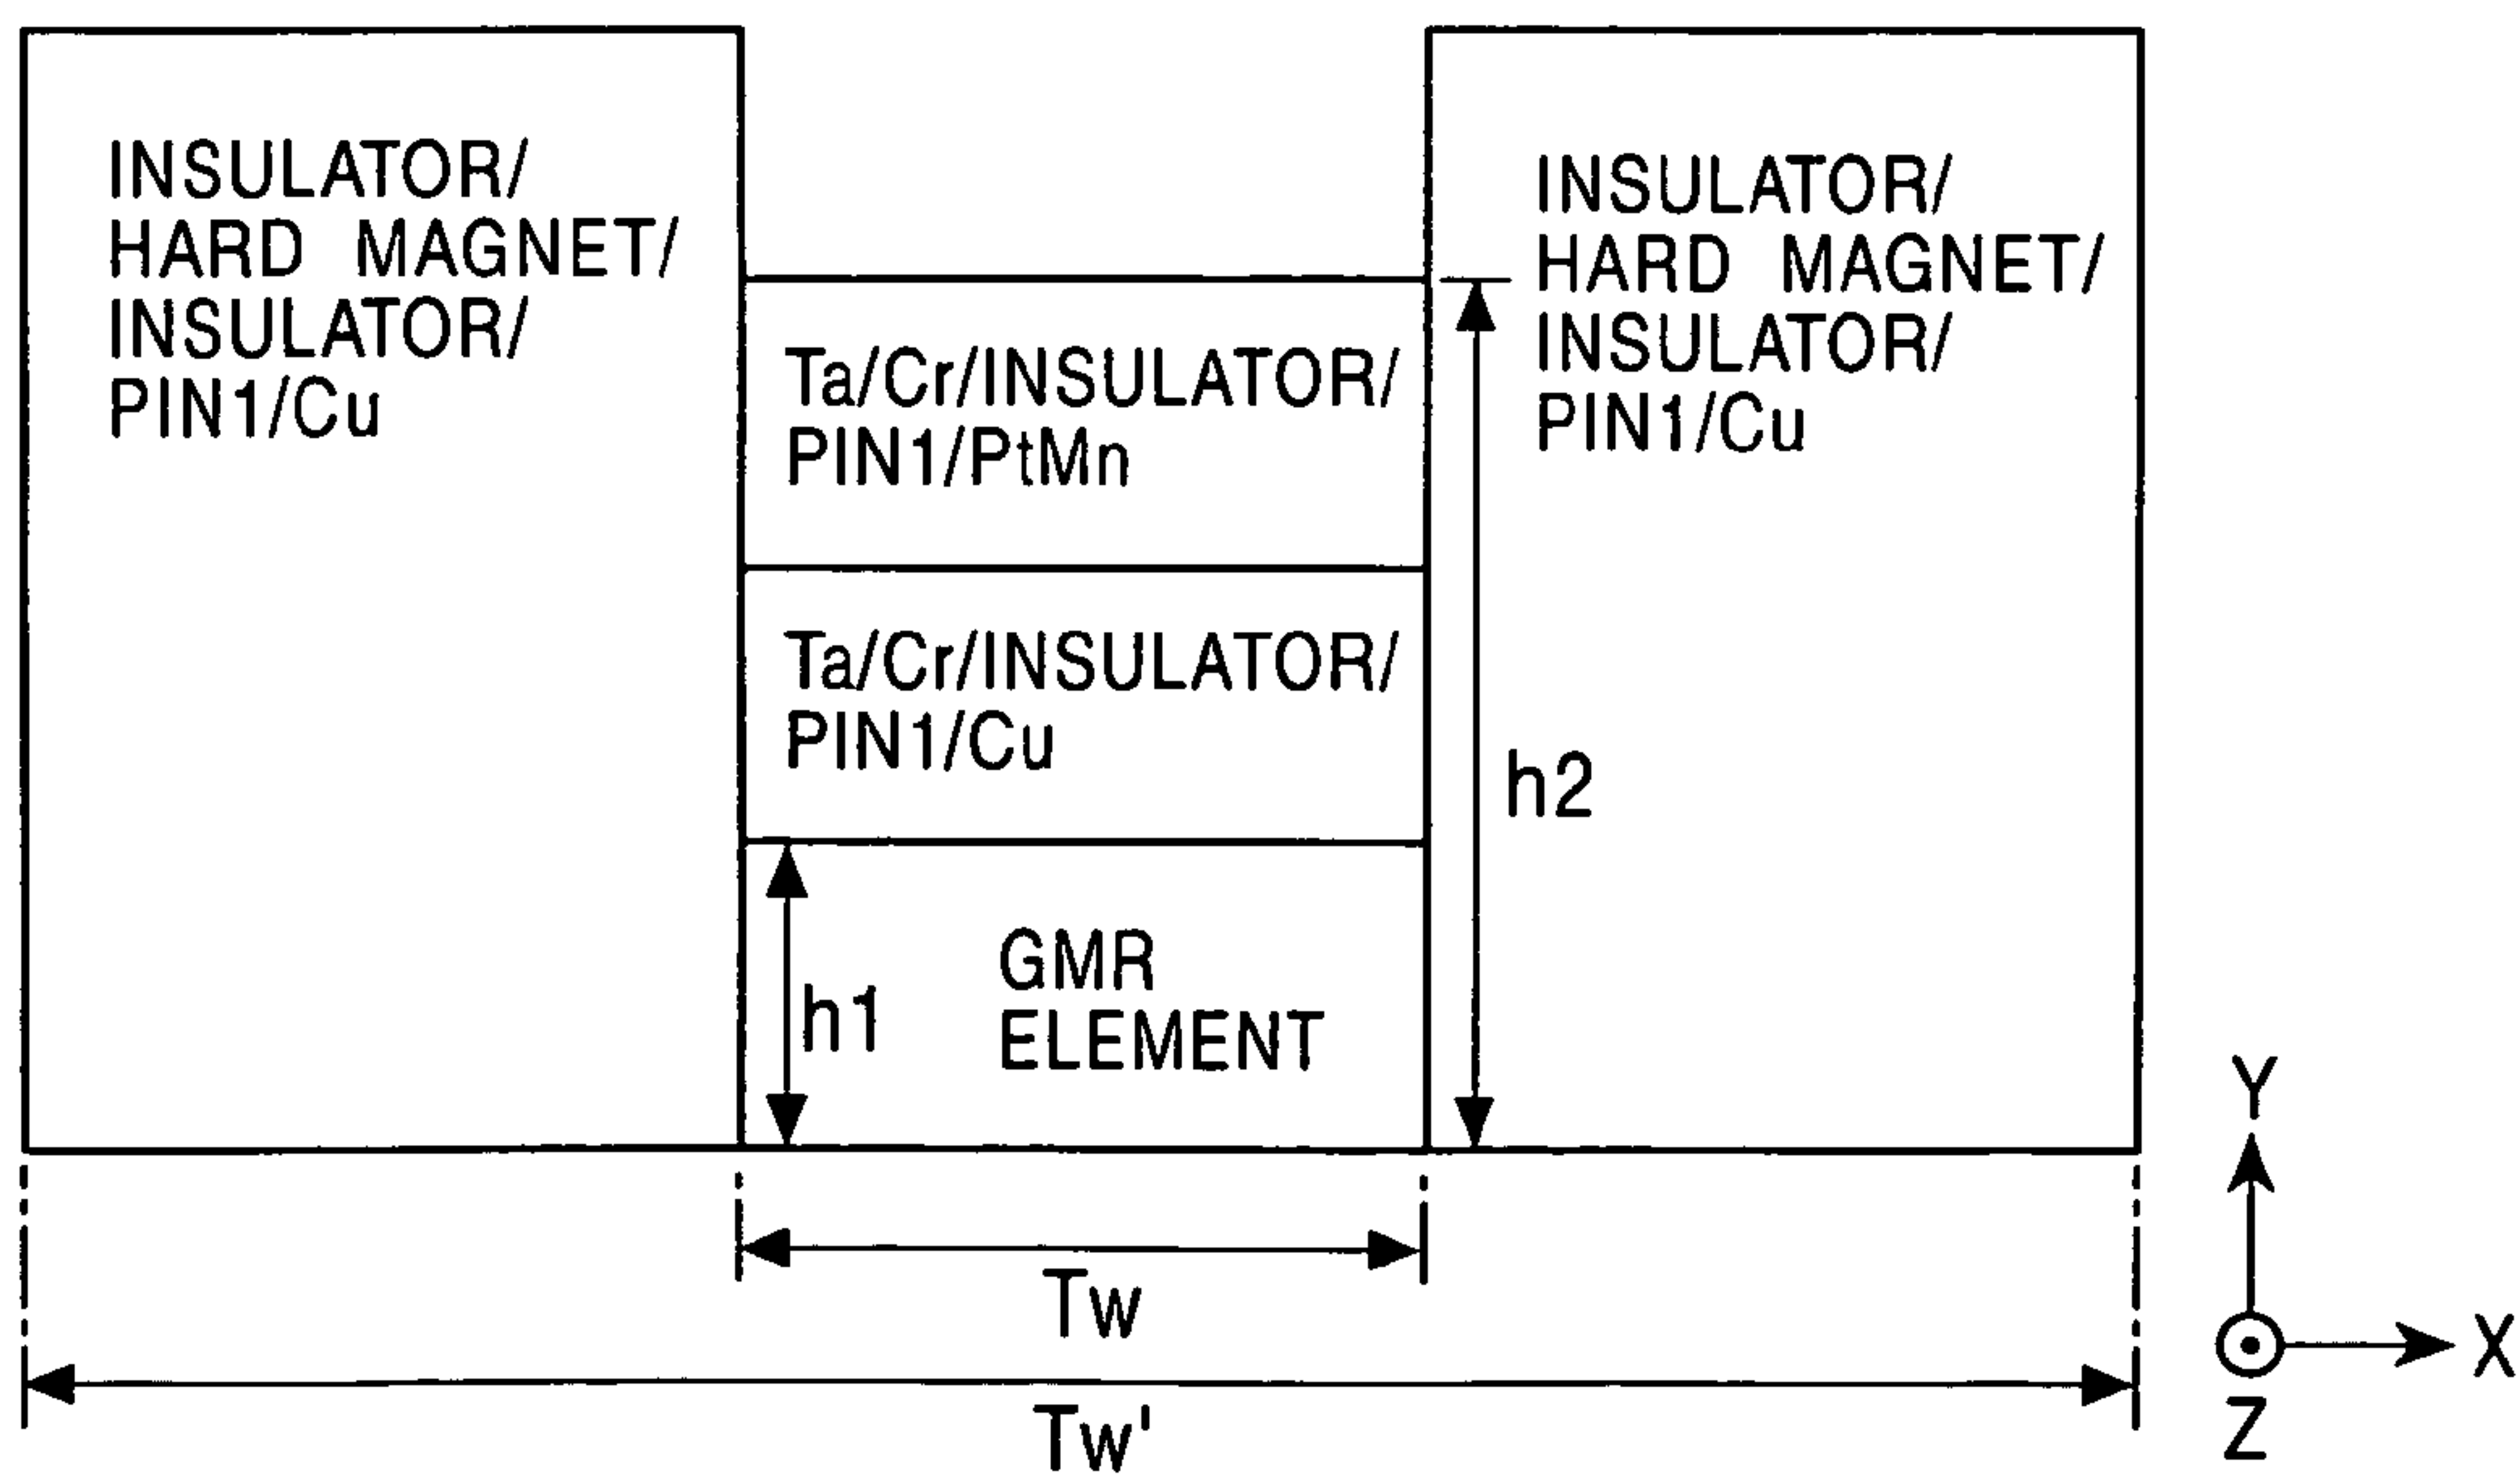 INSULATOR/
HARD MAGNET/
INSULATOR/
PIN1/Cu
Ta/Cr/INSULATOR/
PIN1/PtMn
Ta/Cr/INSULATOR/
PIN1/Cu
h1
GMR
ELEMENT
h2
INSULATOR/
HARD MAGNET/
INSULATOR/
PIN1/Cu
Tw
Tw'
Y
X
Z